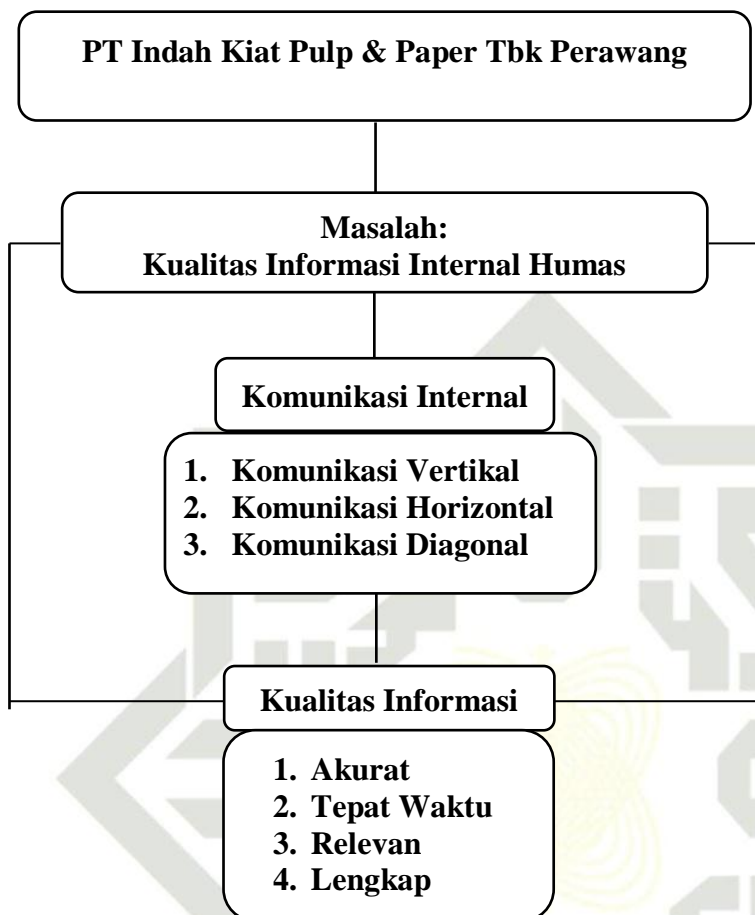 PT Indah Kiat Pulp & Paper Tbk Perawang
Masalah:
Kualitas Informasi Internal Humas
Komunikasi Internal
1. Komunikasi Vertikal
2. Komunikasi Horizontal
3. Komunikasi Diagonal
Kualitas Informasi
1. Akurat
2. Tepat Waktu
3. Relevan
4. Lengkap